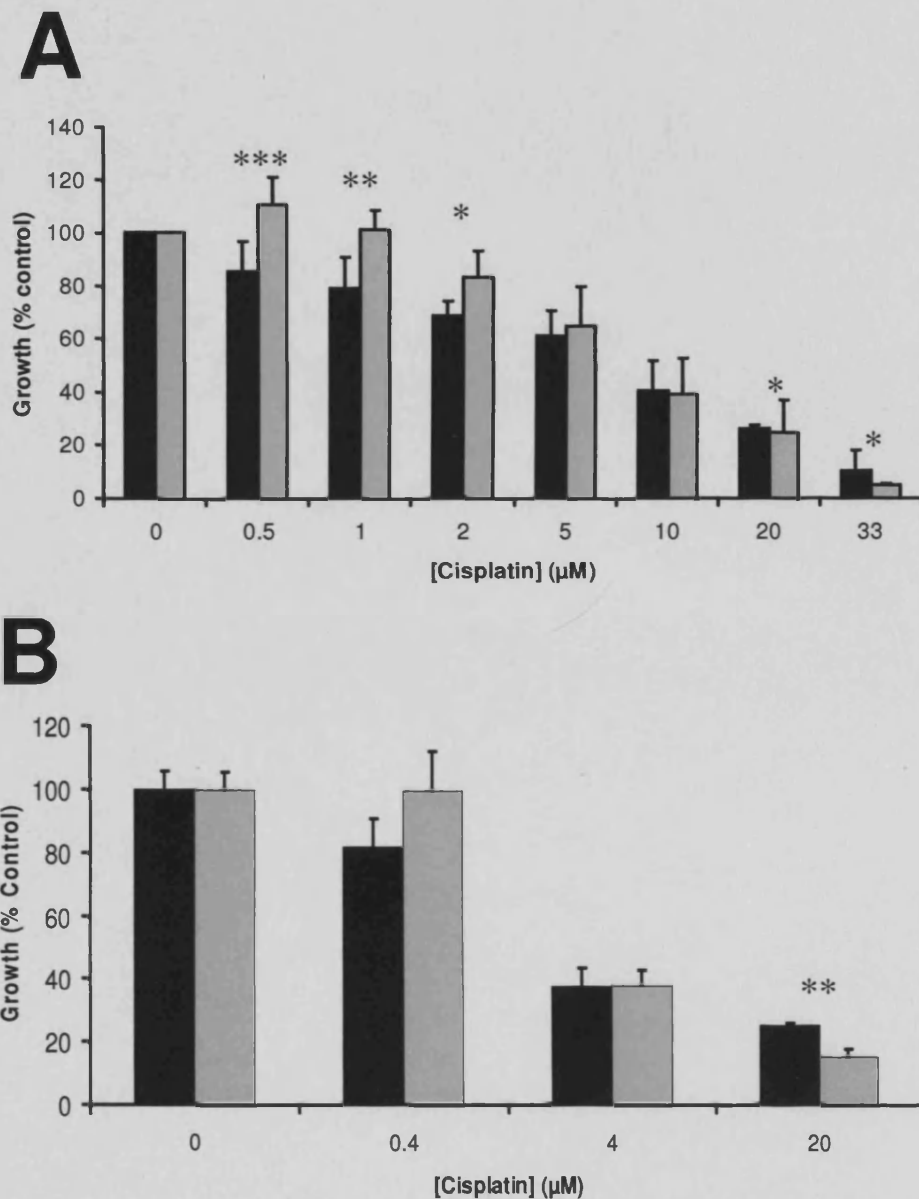 A
140
120
100
80
60
40
20
0
***
**
*
*
*
0 0.5 1 2 5 10 20 33
Growth (% control)
[Cisplatin] (µM)
B
120
100
80
60
40
20
0
**
0 0.4 4 20
Growth (% Control)
[Cisplatin] (µM)